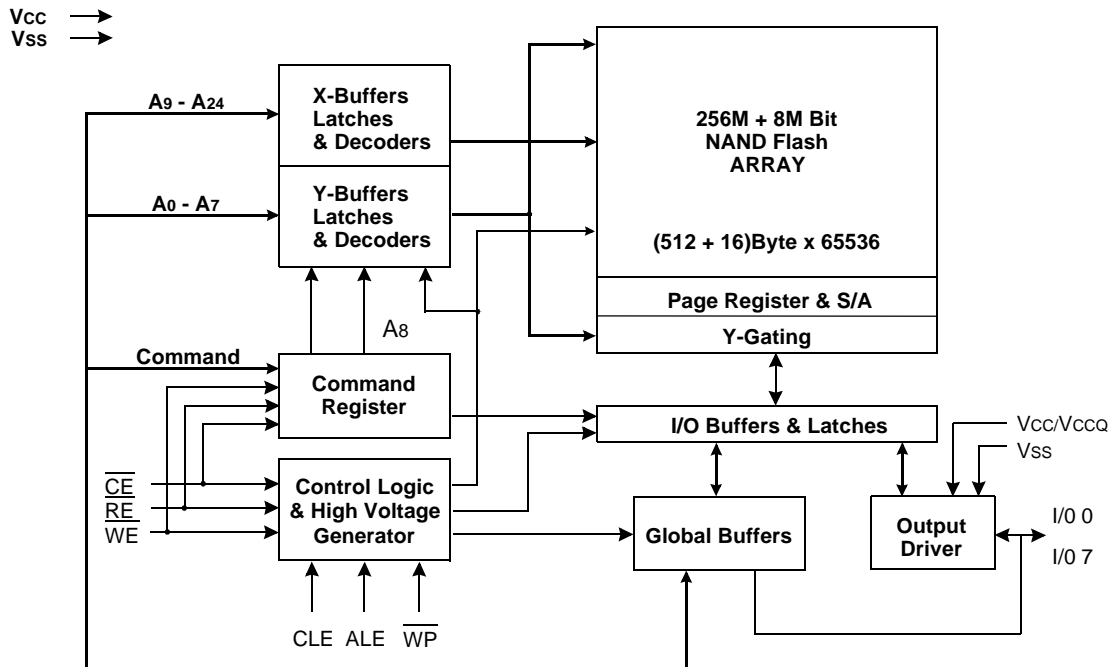 VCC
VSS
A9 - A24
X-Buffers
Latches
& Decoders
256M + 8M Bit
NAND Flash
ARRAY
A0 - A7
Y-Buffers
Latches
& Decoders
(512 + 16)Byte x 65536
Page Register & S/A
Y-Gating
A8
Command
Command
Register
I/O Buffers & Latches
VCC/VCCQ
VSS
CE
RE
WE
Control Logic
& High Voltage
Generator
Global Buffers
Output
Driver
I/0 0
I/0 7
CLE
ALE
WP